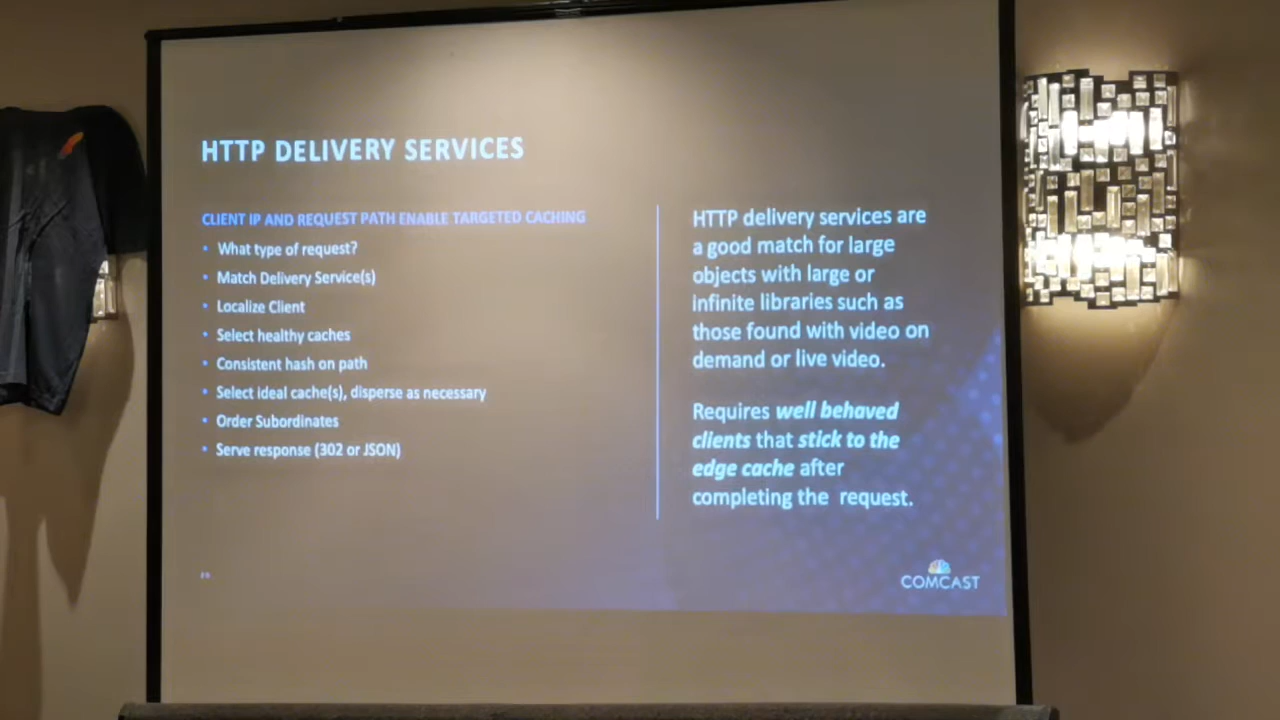 HTTP DELIVERY SERVICES
CLIENT IP AND REQUEST PATH ENABLE TARGETED CACHING
• What type of request?
• Match Delivery Service(s)
• Localize Client
• Select healthy caches
• Consistent hash on path
• Select ideal cache(s), disperse as necessary
• Order Subordinates
• Serve response (302 or JSON)
HTTP delivery services are
a good match for large
objects with large or
infinite libraries such as
those found with video on
demand or live video.
Requires well behaved
clients that stick to the
edge cache after
completing the request.
COMCAST